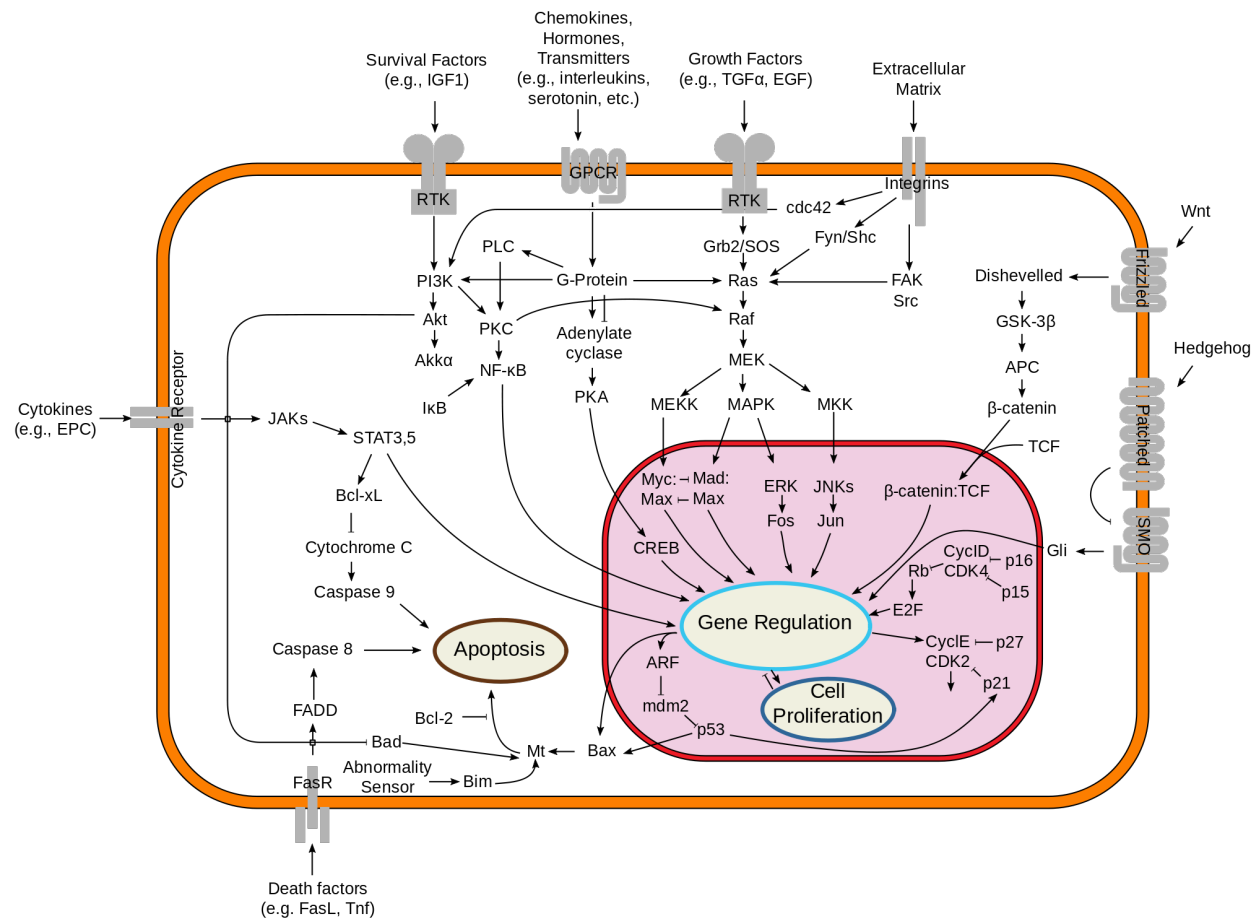 Chemokines,
Hormones,
Transmitters
(e.g., interleukins,
serotonin, etc.)
Survival Factors
(e.g., IGF1)
Growth Factors
(e.g., TGFα, EGF)
Extracellular
Matrix
GPCR
RTK
RTK
Integrins
cdc42
Wnt
Fyn/Shc
PLC
Grb2/SOS
Frizzled
Dishevelled
PI3K
G-Protein
Ras
FAK
Src
Akt
PKC
Adenylate
cyclase
Raf
GSK-3β
Hedgehog
Akkα
NF-κB
MEK
APC
IκB
PKA
MEKK
MAPK
MKK
β-catenin
Patched
Cytokines
(e.g., EPC)
Cytokine Receptor
JAKs
STAT3,5
TCF
Myc:
Max
Mad:
Max
ERK
JNKs
β-catenin:TCF
Bcl-xL
Fos
Jun
SMO
Cytochrome C
CREB
Gli
CyclD
CDK4
p16
Rb
p15
Caspase 9
E2F
Gene Regulation
Caspase 8
Apoptosis
ARF
CyclE
CDK2
p27
p21
FADD
Bcl-2
mdm2
Cell
Proliferation
p53
Bad
Mt
Bax
Abnormality
Sensor
Bim
FasR
Death factors
(e.g. FasL, Tnf)